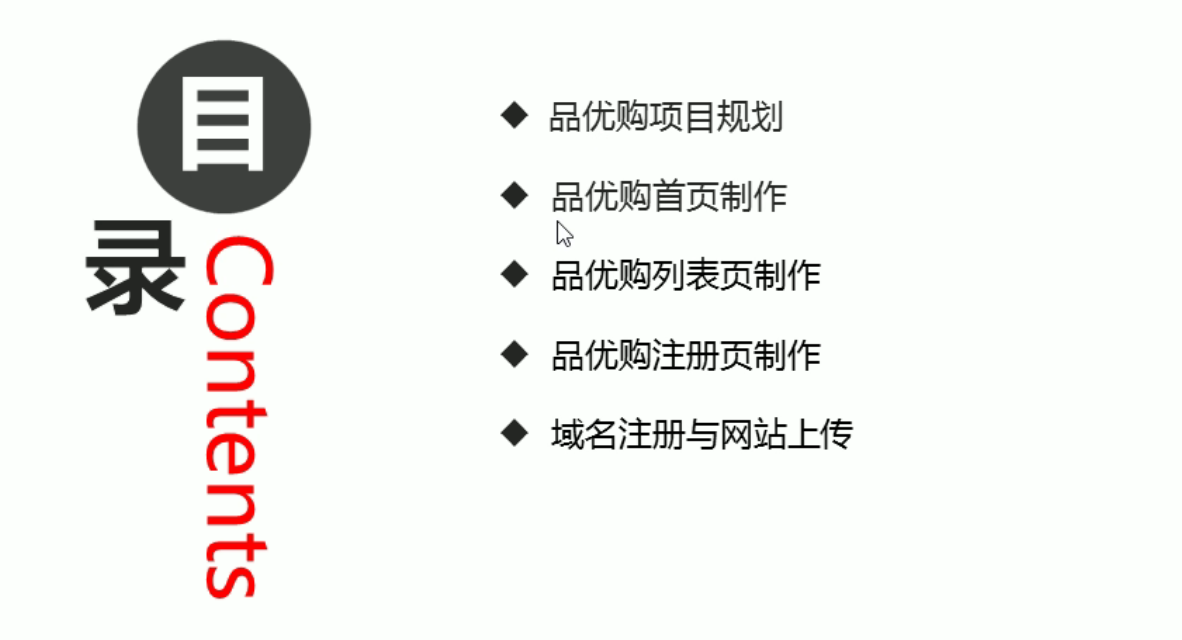 目
录
Contents
品优购项目规划
品优购首页制作
品优购列表页制作
品优购注册页制作
域名注册与网站上传